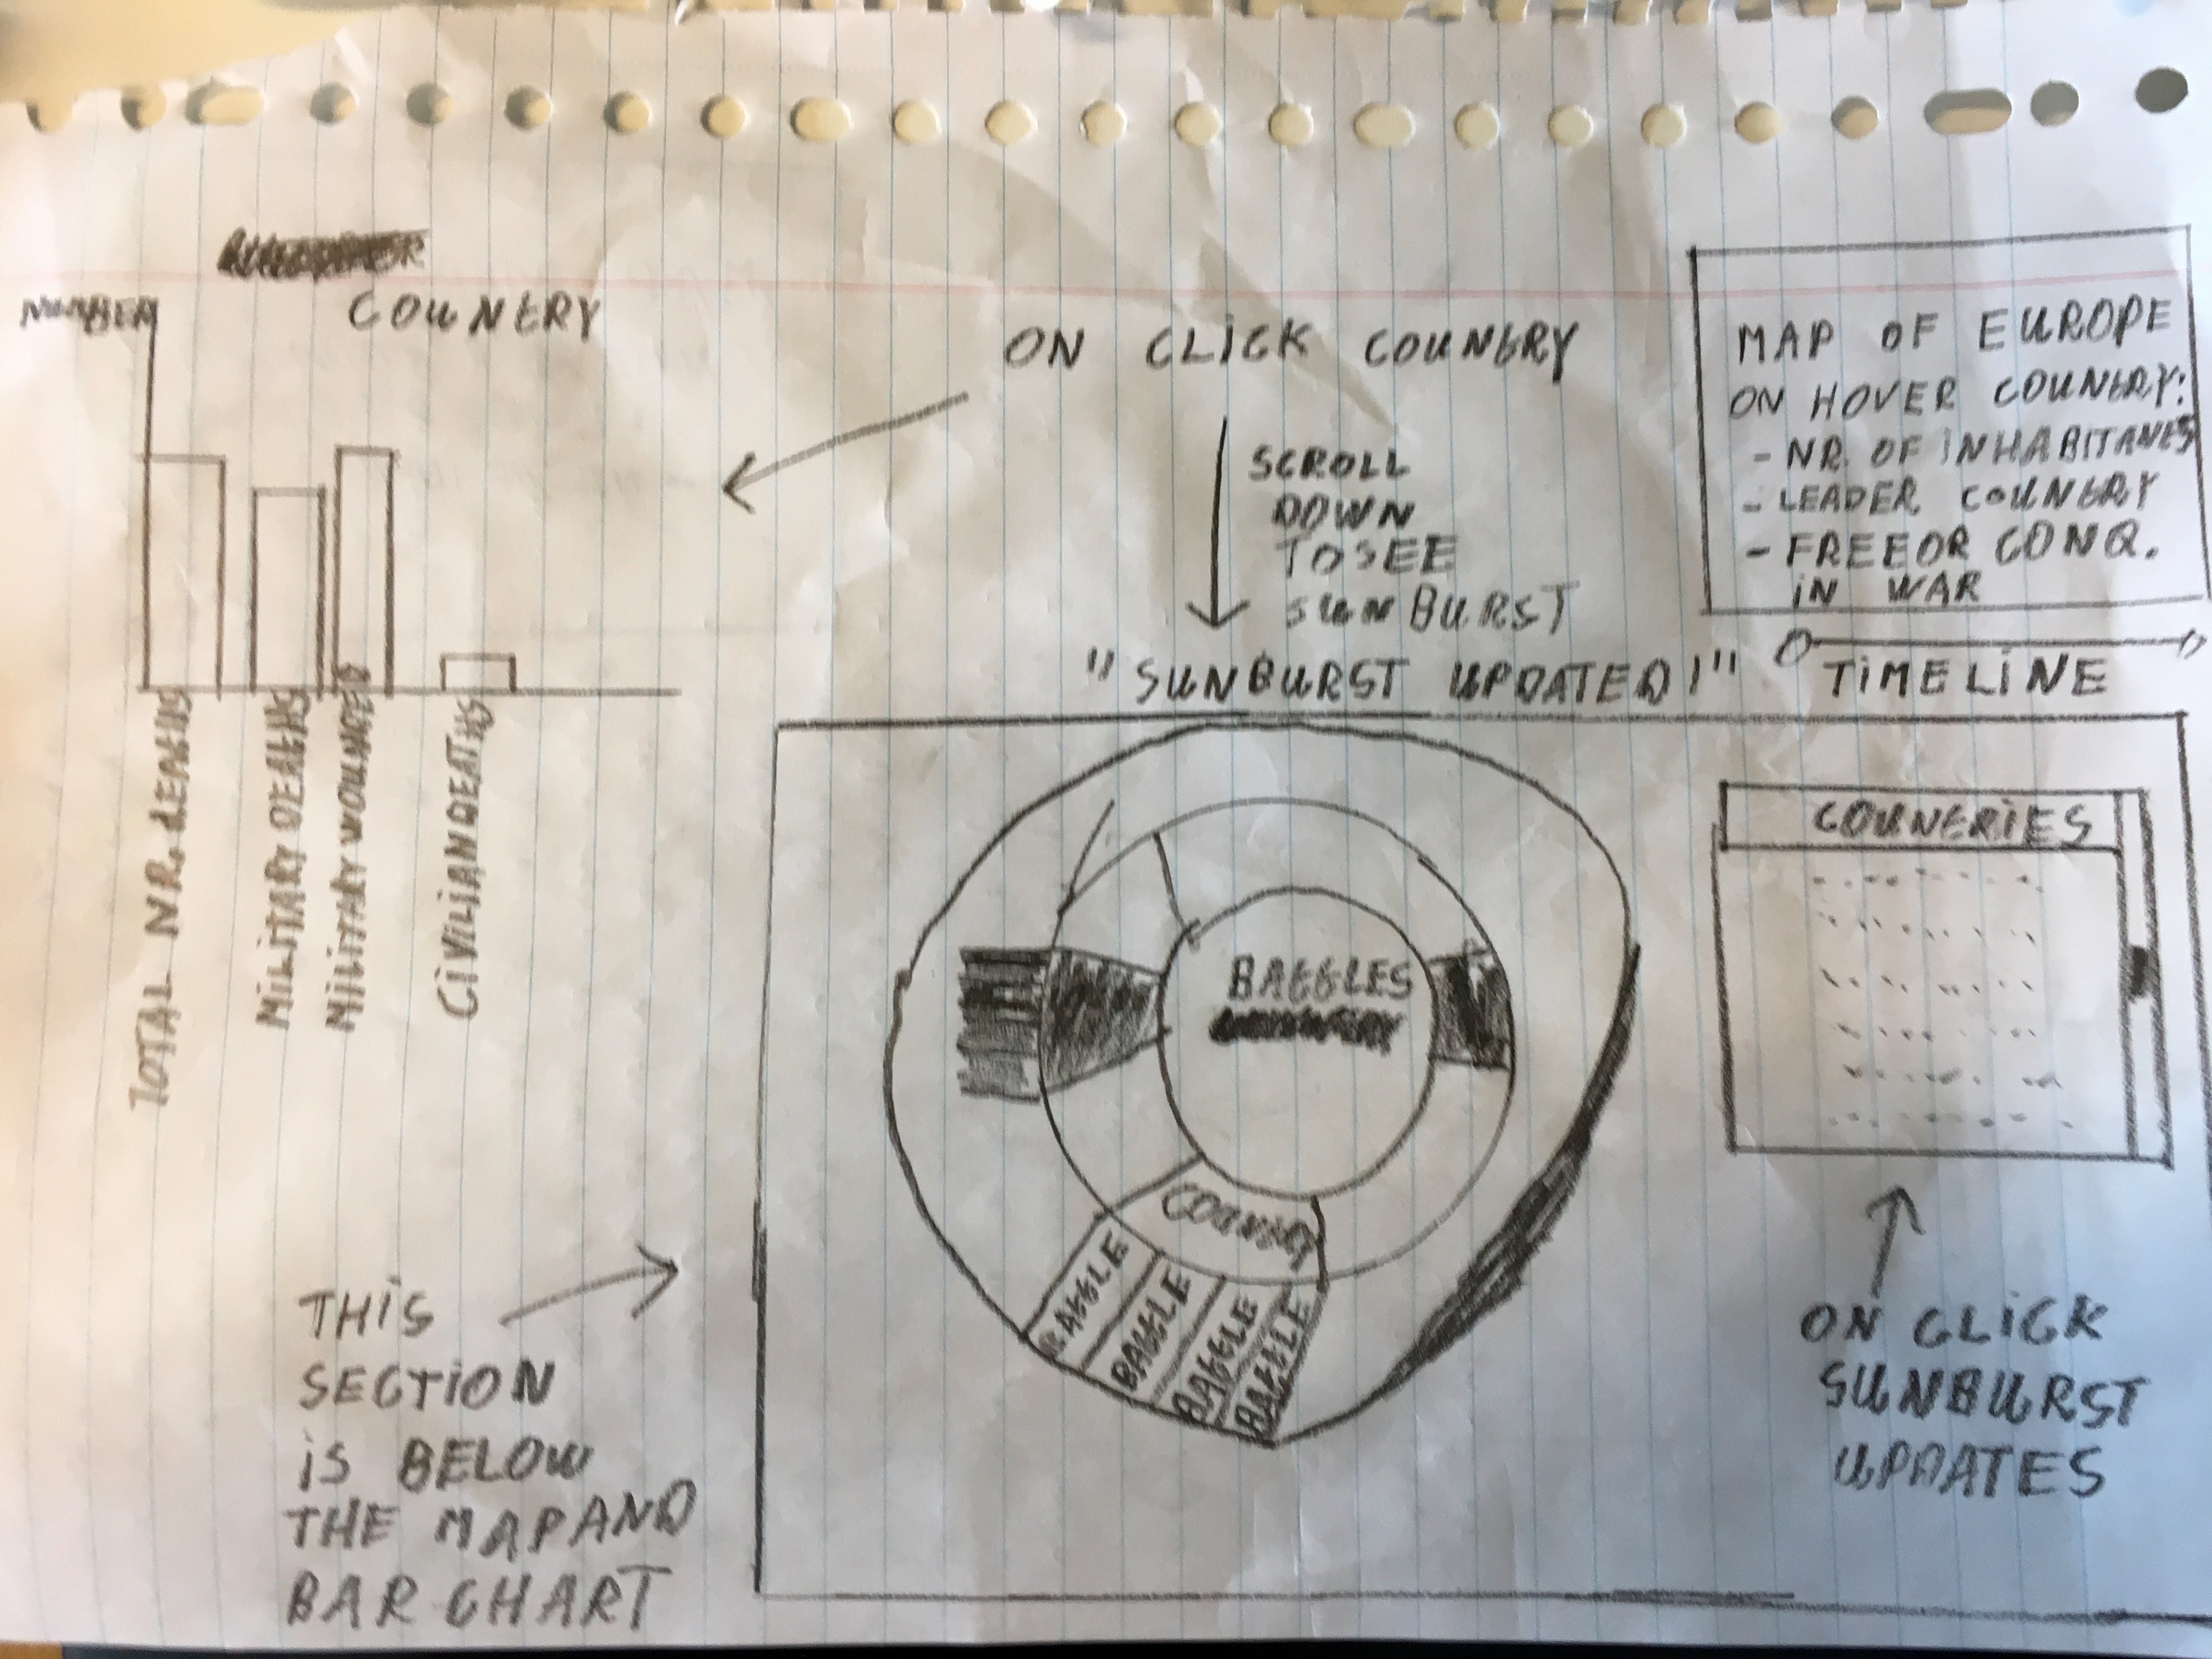 NUMBER
COUNTRY
TOTAL NR. DEATHS
MILITARY DEATHS
MILITARY WOUNDED
CIVILIAN DEATHS
ON CLICK COUNTRY
SCROLL
DOWN
TO SEE
SUNBURST
"SUNBURST UPDATED!"
MAP OF EUROPE
ON HOVER COUNTRY:
- NR. OF INHABITANTS
- LEADER COUNTRY
- FREE OR CONQ.
IN WAR
TIMELINE
BATTLES
COUNTRY
BATTLE
BATTLE
BATTLE
BATTLE
COUNTRIES
ON CLICK
SUNBURST
UPDATES
THIS
SECTION
IS BELOW
THE MAP AND
BAR CHART